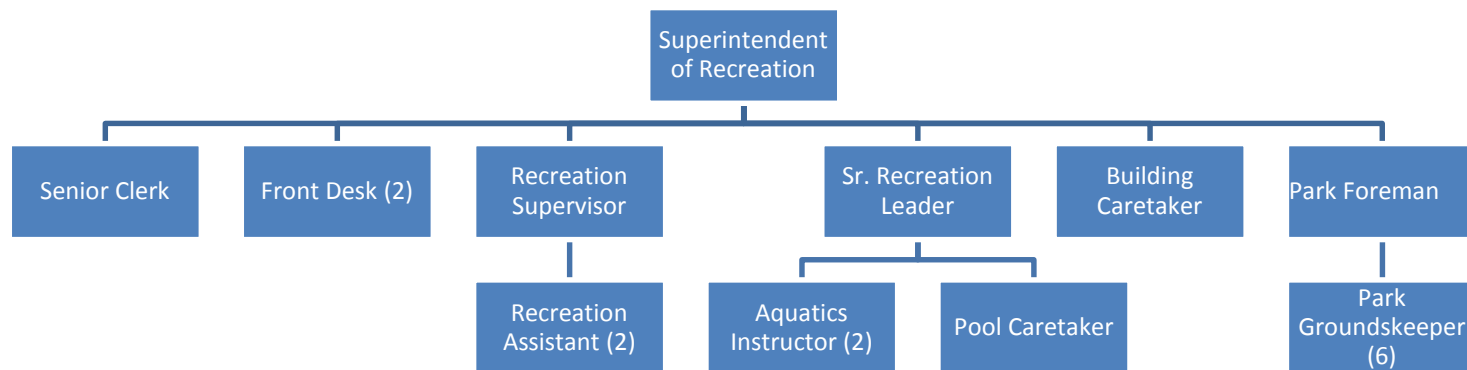 Superintendent
of Recreation
Senior Clerk
Front Desk (2)
Recreation
Supervisor
Sr. Recreation
Leader
Building
Caretaker
Park Foreman
Recreation
Assistant (2)
Aquatics
Instructor (2)
Pool Caretaker
Park
Groundskeeper
(6)